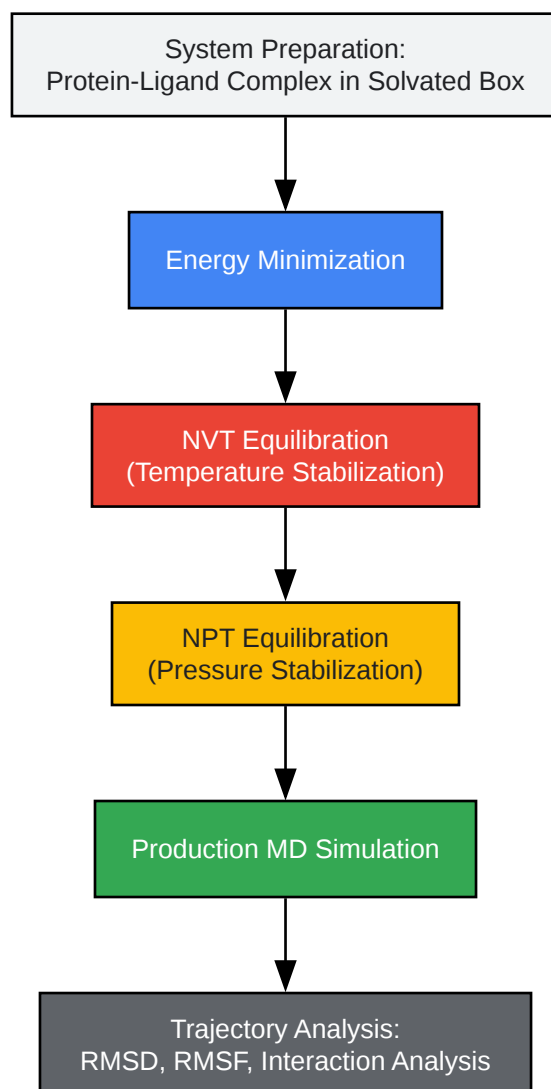 System Preparation:
Protein-Ligand Complex in Solvated Box
Energy Minimization
NVT Equilibration
(Temperature Stabilization)
NPT Equilibration
(Pressure Stabilization)
Production MD Simulation
Trajectory Analysis:
RMSD, RMSF, Interaction Analysis